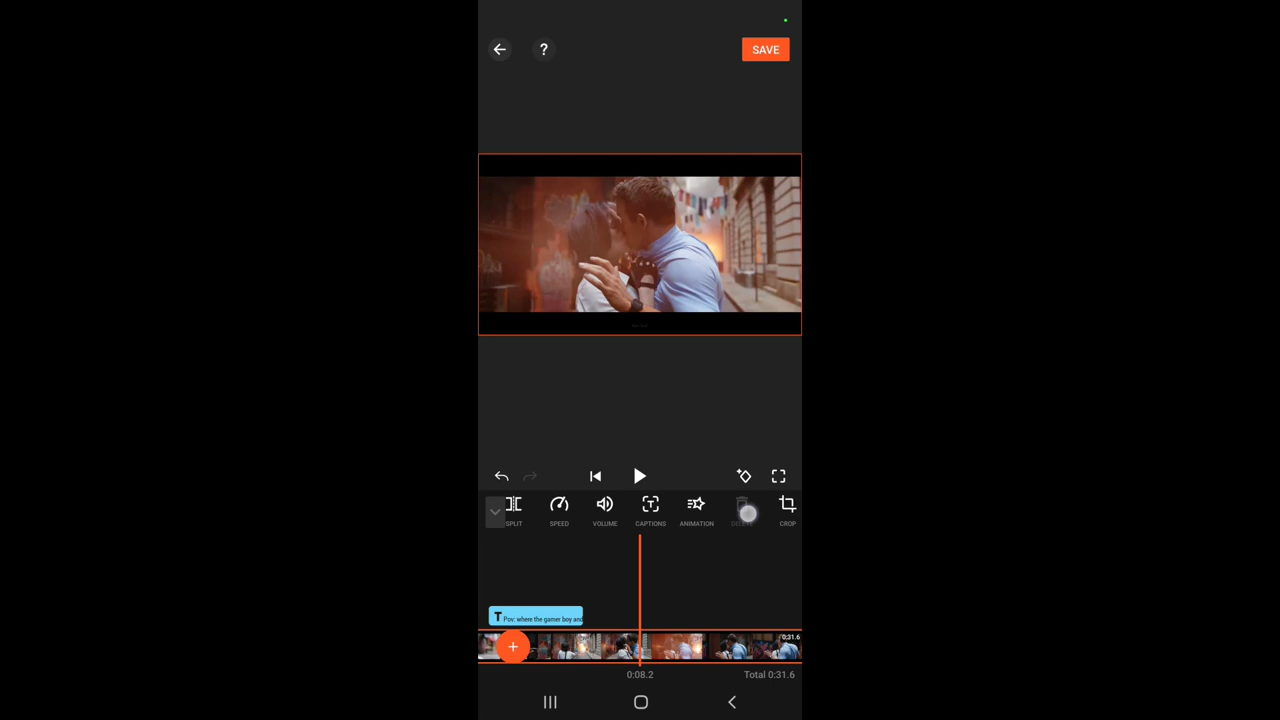 ?
SAVE
SPLIT
SPEED
VOLUME
CAPTIONS
ANIMATION
CROP
T Pov: where the gamer boy and
0:31.6
0:08.2
Total 0:31.6